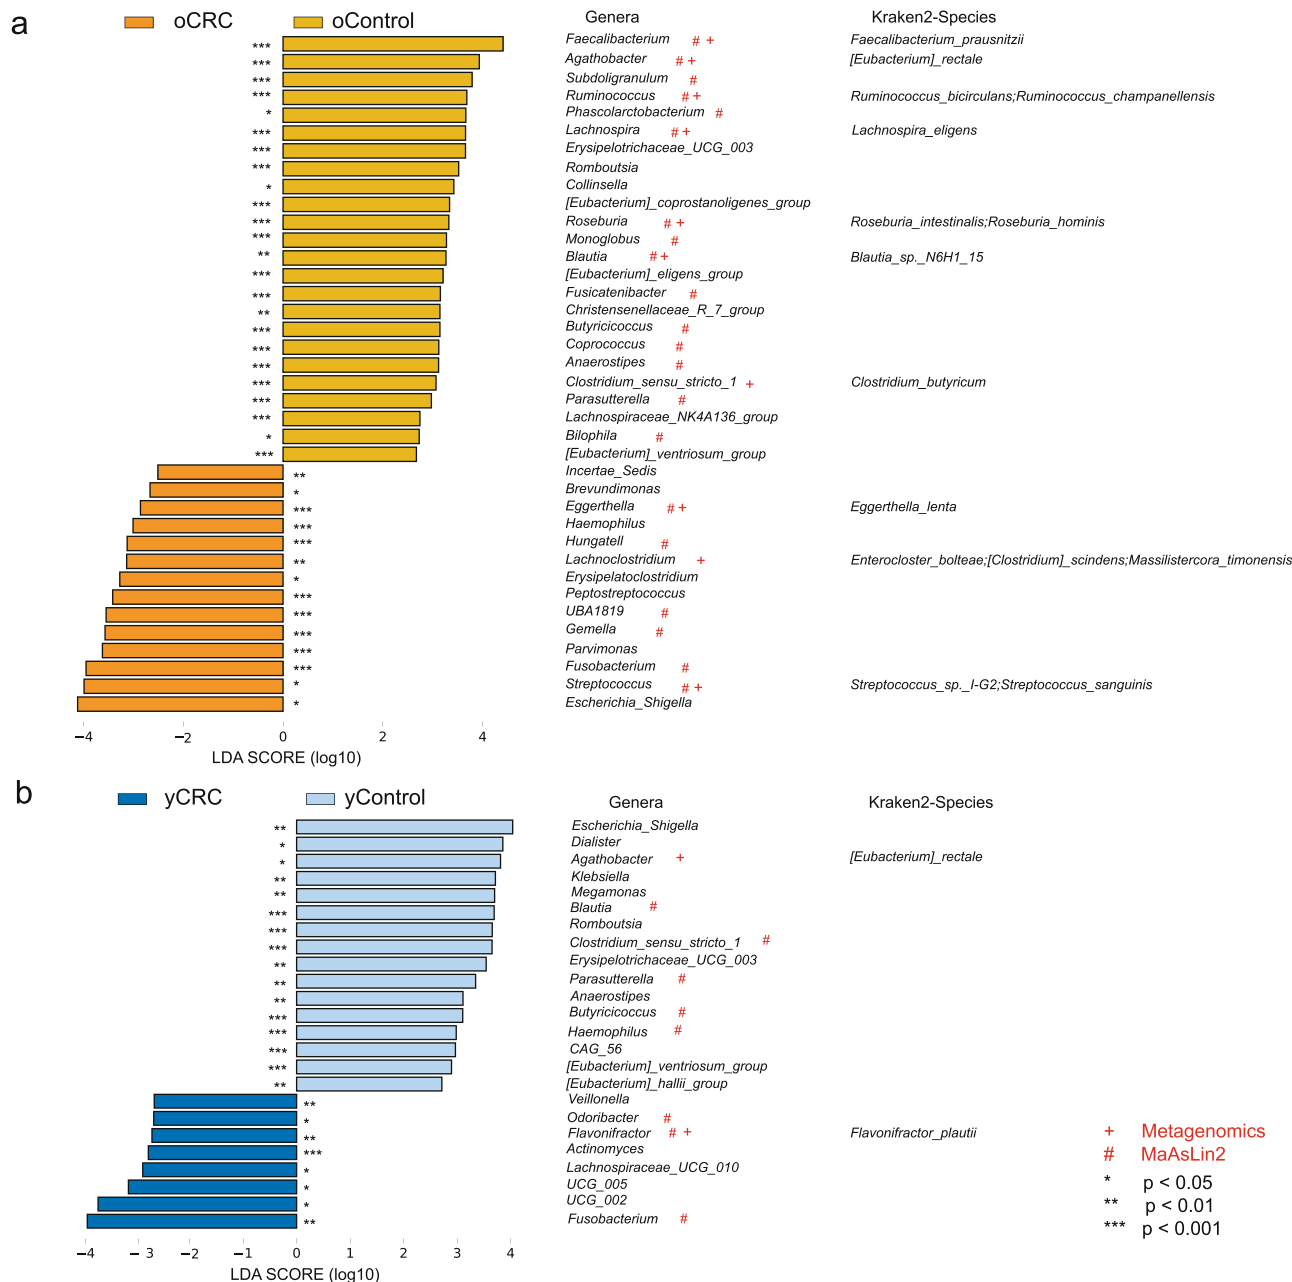 a
oCRC oControl Genera Kraken2-Species
*** Faecalibacterium # + Faecalibacterium_prausnitzii
*** Agathobacter # + [Eubacterium]_rectale
*** Subdoligranulum #
*** Ruminococcus # + Ruminococcus_bicirculans;Ruminococcus_champanellensis
* Phascolarctobacterium #
*** Lachnospira # + Lachnospira_eligens
*** Erysipelotrichaceae_UCG_003
*** Romboutsia
* Collinsella
*** [Eubacterium]_coprostanoligenes_group
*** Roseburia # + Roseburia_intestinalis;Roseburia_hominis
*** Monoglobus #
** Blautia # + Blautia_sp._N6H1_15
*** [Eubacterium]_eligens_group
*** Fusicatenibacter #
** Christensenellaceae_R_7_group
*** Butyricicoccus #
*** Coprococcus #
*** Anaerostipes #
*** Clostridium_sensu_stricto_1 + Clostridium_butyricum
*** Parasutterella #
*** Lachnospiraceae_NK4A136_group
* Bilophila #
*** [Eubacterium]_ventriosum_group
** Incertae_Sedis
* Brevundimonas
*** Eggerthella # + Eggerthella_lenta
*** Haemophilus
*** Hungatell #
** Lachnoclostridium + Enterocloster_bolteae;[Clostridium]_scindens;Massilistercora_timonensis
* Erysipelatoclostridium
*** Peptostreptococcus
*** UBA1819 #
*** Gemella #
*** Parvimonas
*** Fusobacterium #
* Streptococcus # + Streptococcus_sp._I-G2;Streptococcus_sanguinis
* Escherichia_Shigella
−4 −2 0 2 4
LDA SCORE (log10)
b
yCRC yControl Genera Kraken2-Species
** Escherichia_Shigella
* Dialister
* Agathobacter + [Eubacterium]_rectale
** Klebsiella
** Megamonas
*** Blautia #
*** Romboutsia
*** Clostridium_sensu_stricto_1 #
** Erysipelotrichaceae_UCG_003
** Parasutterella #
** Anaerostipes
*** Butyricicoccus #
*** Haemophilus #
*** CAG_56
*** [Eubacterium]_ventriosum_group
** [Eubacterium]_hallii_group
** Veillonella
* Odoribacter #
** Flavonifractor # + Flavonifractor_plautii
*** Actinomyces
* Lachnospiraceae_UCG_010
* UCG_005
* UCG_002
** Fusobacterium #
−4 − 3 −2 −1 0 1 2 3 4
LDA SCORE (log10)
+ Metagenomics
# MaAsLin2
* p < 0.05
** p < 0.01
*** p < 0.001